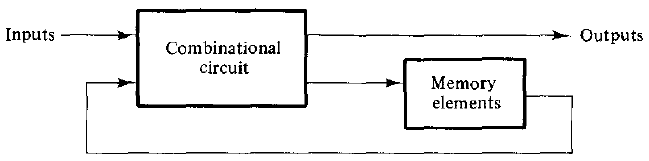 Inputs
Combinational
circuit
Outputs
Memory
elements